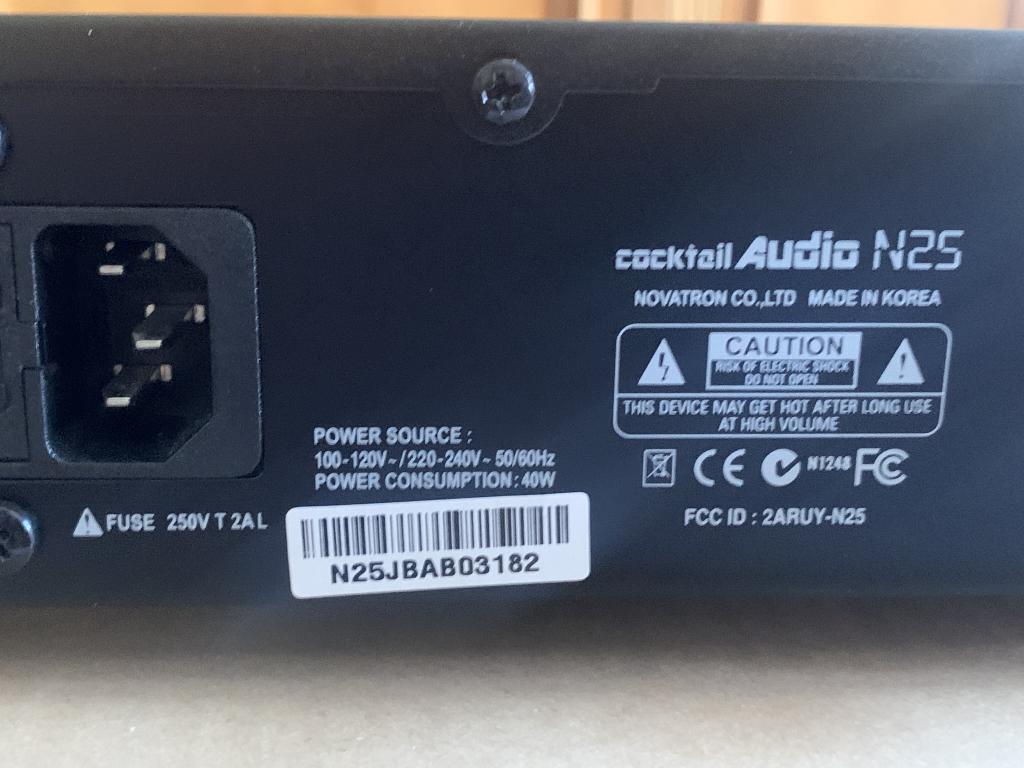 cocktail Audio N25
NOVATRON CO.,LTD MADE IN KOREA
CAUTION
RISK OF ELECTRIC SHOCK
DO NOT OPEN
THIS DEVICE MAY GET HOT AFTER LONG USE
AT HIGH VOLUME
CE N1248 FC
FCC ID : 2ARUY-N25
POWER SOURCE :
100-120V~/220-240V~ 50/60Hz
POWER CONSUMPTION : 40W
FUSE 250V T 2A L
N25JBAB03182